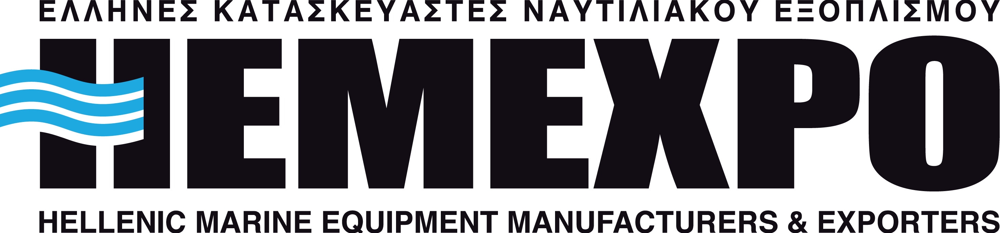 ΕΛΛΗΝΕΣ ΚΑΤΑΣΚΕΥΑΣΤΕΣ ΝΑΥΤΙΛΙΑΚΟΥ ΕΞΟΠΛΙΣΜΟΥ
HEMEXPO
HELLENIC MARINE EQUIPMENT MANUFACTURERS & EXPORTERS